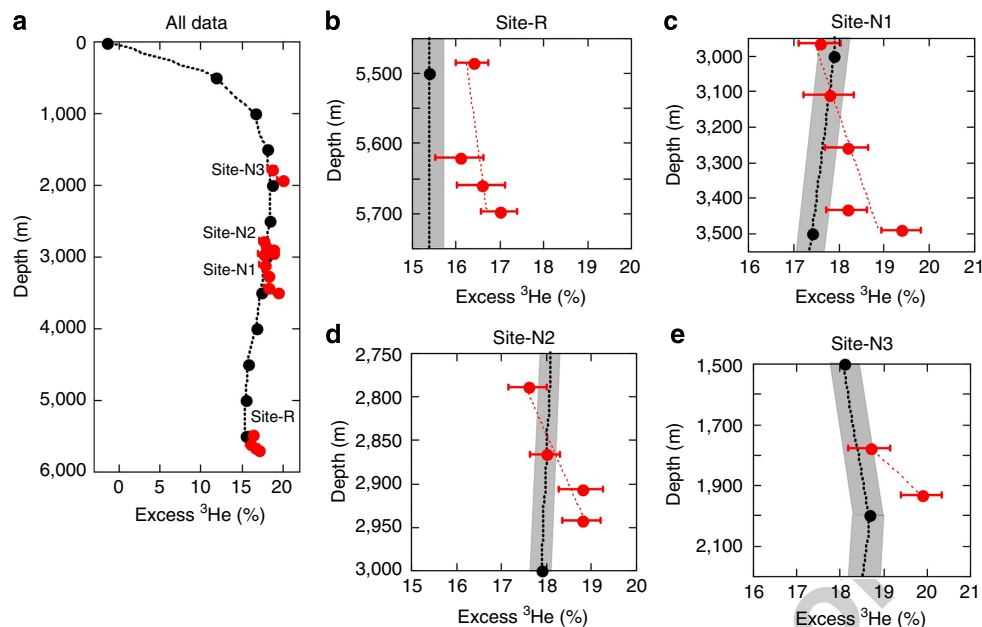 a
All data
0
1,000
2,000
3,000
4,000
5,000
6,000
Depth (m)
Site-N3
Site-N2
Site-N1
Site-R
0 5 10 15 20
Excess ³He (%)
b
Site-R
5,500
5,600
5,700
Depth (m)
15 16 17 18 19 20
Excess ³He (%)
c
Site-N1
3,000
3,100
3,200
3,300
3,400
3,500
Depth (m)
16 17 18 19 20 21
Excess ³He (%)
d
Site-N2
2,750
2,800
2,850
2,900
2,950
3,000
Depth (m)
15 16 17 18 19 20
Excess ³He (%)
e
Site-N3
1,500
1,700
1,900
2,100
Depth (m)
16 17 18 19 20 21
Excess ³He (%)